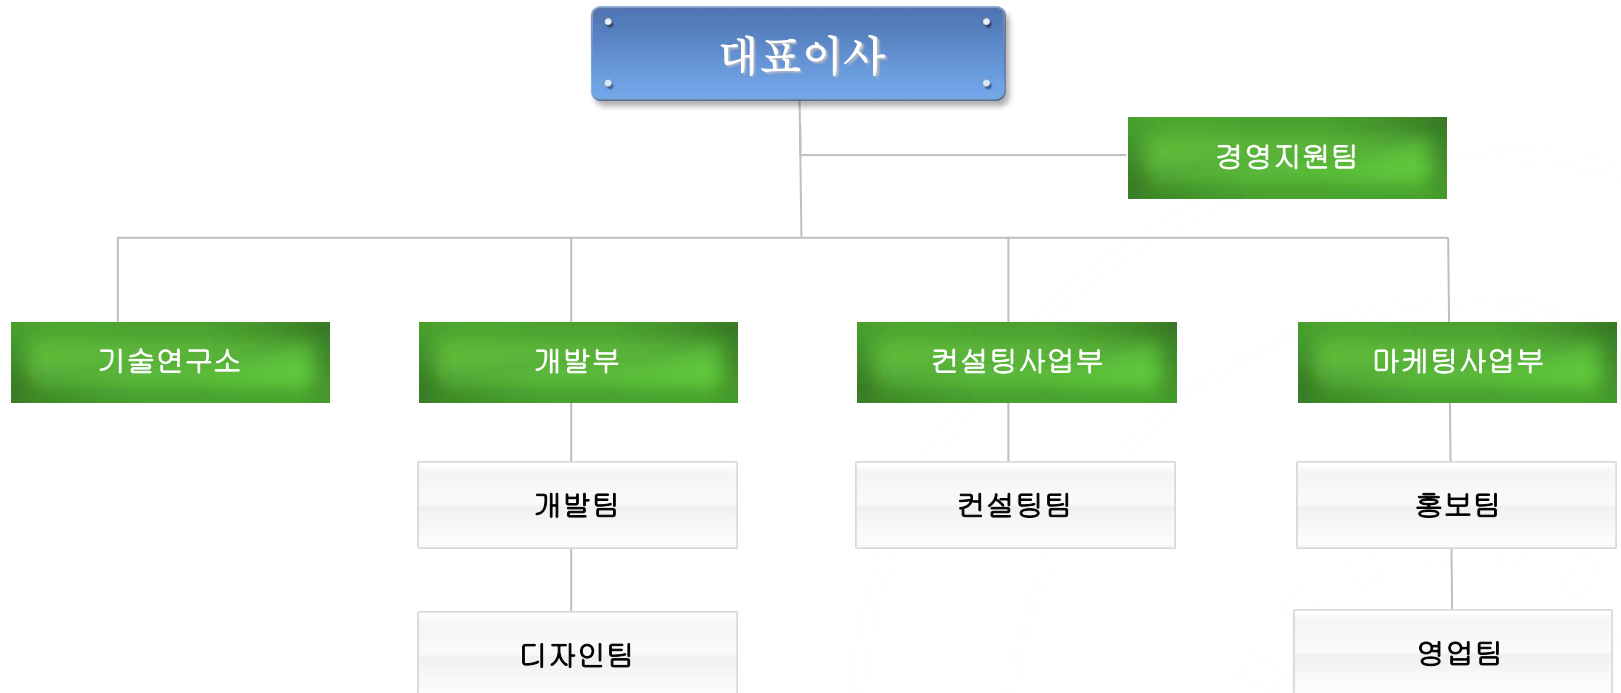 대표이사
경영지원팀
기술연구소
개발부
컨설팅사업부
마케팅사업부
개발팀
컨설팅팀
홍보팀
디자인팀
영업팀